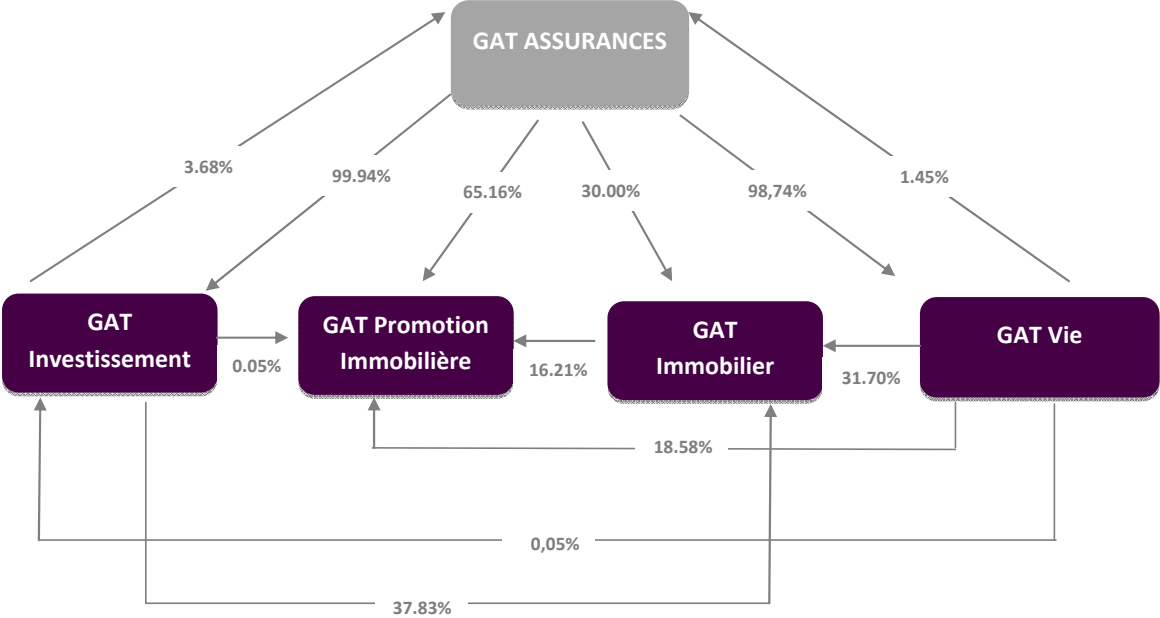 GAT ASSURANCES
3.68%
99.94%
65.16%
30.00%
98,74%
1.45%
GAT
Investissement
0.05%
GAT Promotion
Immobilière
16.21%
GAT
Immobilier
31.70%
GAT Vie
18.58%
0,05%
37.83%